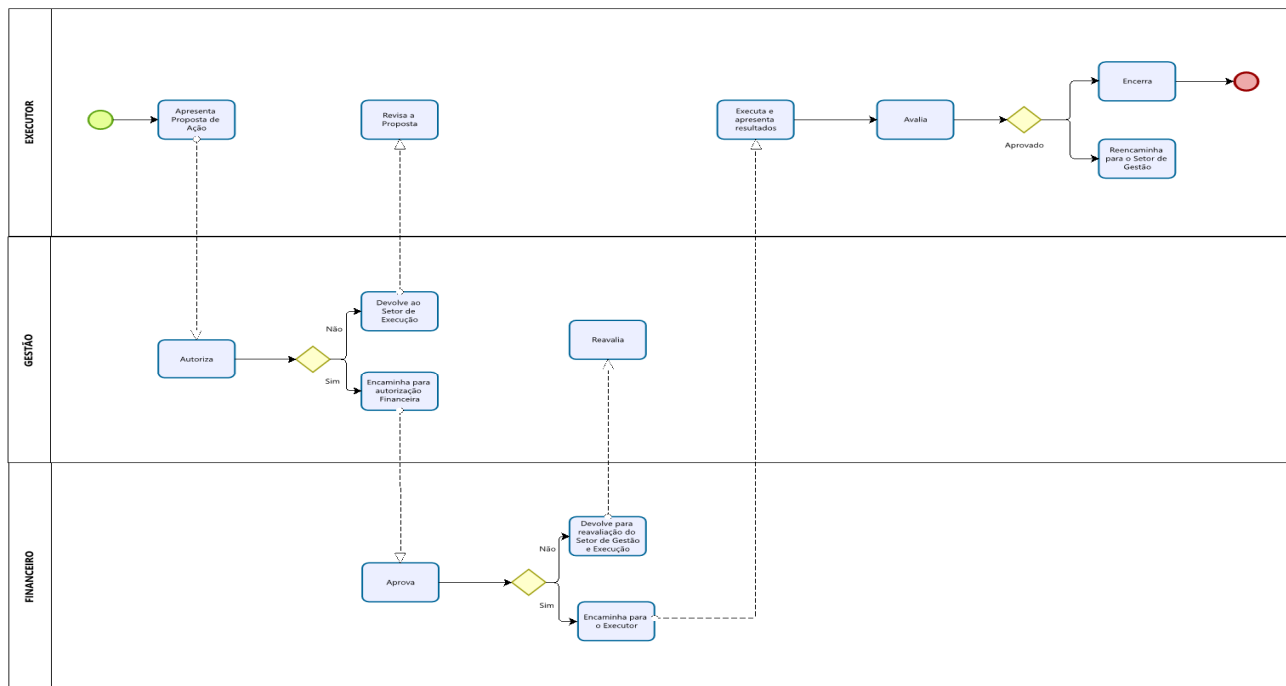 EXECUTOR
Apresenta
Proposta de
Ação
Revisa a
Proposta
Executa e
apresenta
resultados
Avalia
Aprovado
Encerra
Reencaminha
para o Setor de
Gestão
GESTÃO
Autoriza
Não
Sim
Devolve ao
Setor de
Execução
Encaminha para
autorização
Financeira
Reavalia
FINANCEIRO
Aprova
Não
Sim
Devolve para
reavaliação do
Setor de Gestão
e Execução
Encaminha para
o Executor